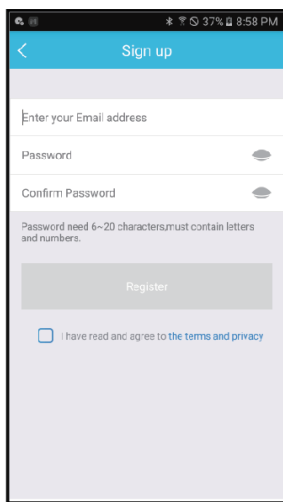 37% 8:58 PM
Sign up
Enter your Email address
Password
Confirm Password
Password need 6~20 characters,must contain letters
and numbers.
Register
I have read and agree to the terms and privacy